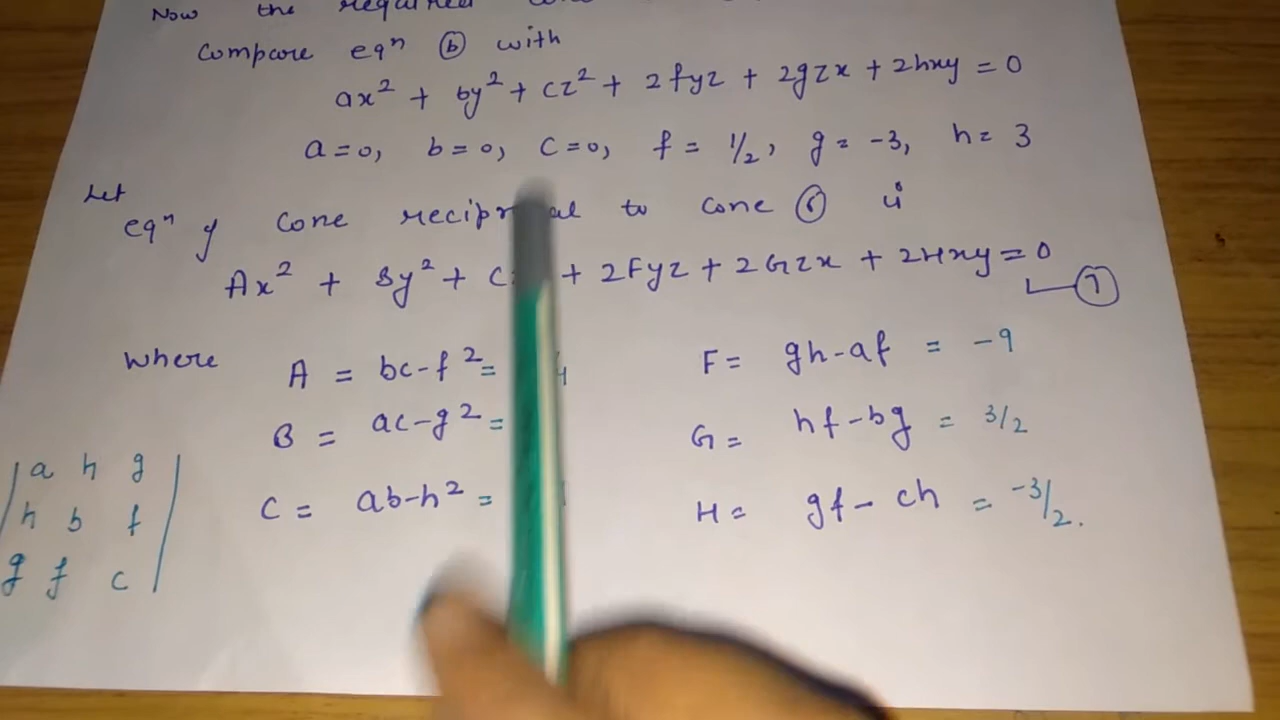 Now the required
Compare eqⁿ ⑥ with
ax² + by² + cz² + 2fyz + 2gzx + 2hxy = 0
a=0, b=0, c=0, f = 1/2, g = -3, h = 3
Let
eqⁿ of cone reciprocal to cone ⑥ is
Ax² + By² + C + 2Fyz + 2Gzx + 2Hxy = 0
⑦
Where A = bc-f² = F = gh-af = -9
B = ac-g² = G = hf-bg = 3/2
C = ab-h² = H = gf-ch = -3/2.
a h g
h b f
g f c